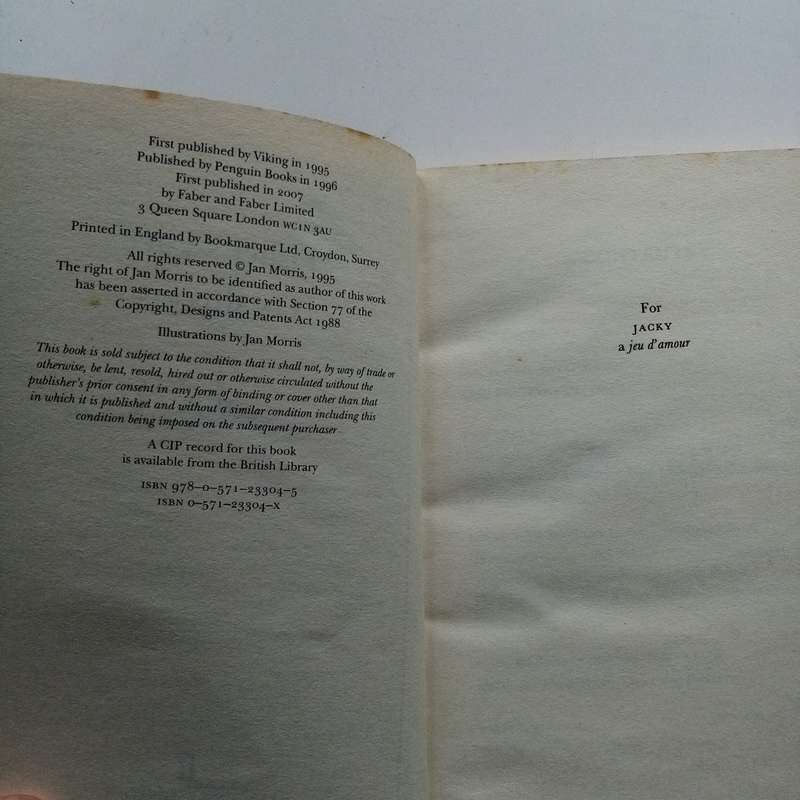 First published by Viking in 1995
Published by Penguin Books in 1996
First published in 2007
by Faber and Faber Limited
3 Queen Square London WC1N 3AU
Printed in England by Bookmarque Ltd, Croydon, Surrey
All rights reserved © Jan Morris, 1995
The right of Jan Morris to be identified as author of this work
has been asserted in accordance with Section 77 of the
Copyright, Designs and Patents Act 1988
Illustrations by Jan Morris
This book is sold subject to the condition that it shall not, by way of trade or
otherwise, be lent, resold, hired out or otherwise circulated without the
publisher's prior consent in any form of binding or cover other than that
in which it is published and without a similar condition including this
condition being imposed on the subsequent purchaser
A CIP record for this book
is available from the British Library
ISBN 978-0-571-23304-5
ISBN 0-571-23304-X
For
JACKY
a jeu d'amour